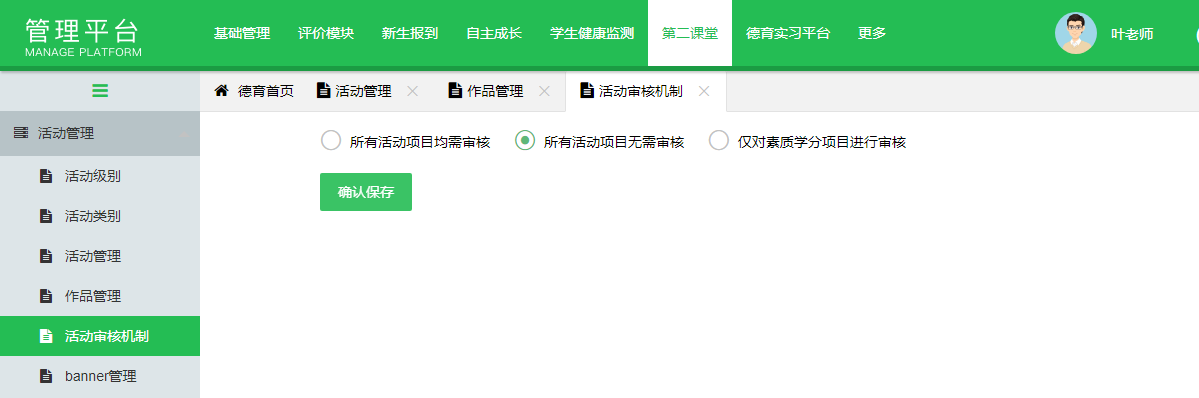 管理平台
MANAGE PLATFORM
基础管理 评价模块 新生报到 自主成长 学生健康监测 第二课堂 德育实习平台 更多 叶老师
德育首页 活动管理 作品管理 活动审核机制
活动管理
活动级别
活动类别
活动管理
作品管理
活动审核机制
banner管理
所有活动项目均需审核 所有活动项目无需审核 仅对素质学分项目进行审核
确认保存